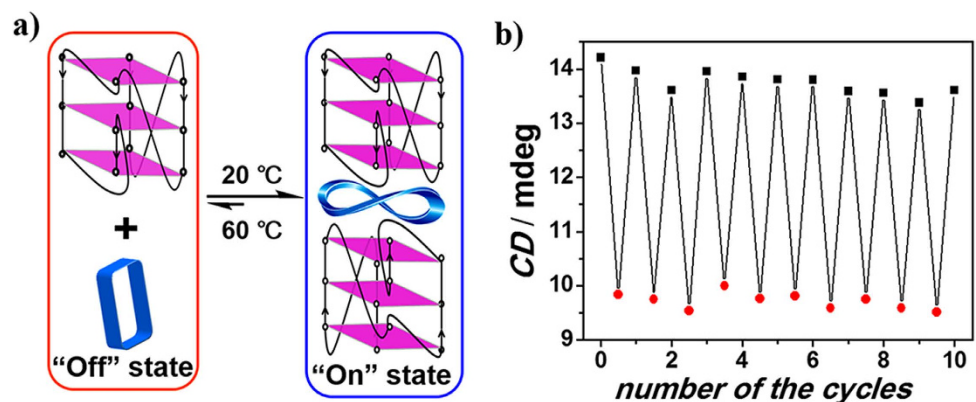 a)
+
20 ℃
60 ℃
“Off” state
“On” state
b)
CD / mdeg
14
13
12
11
10
9
0 2 4 6 8 10
number of the cycles